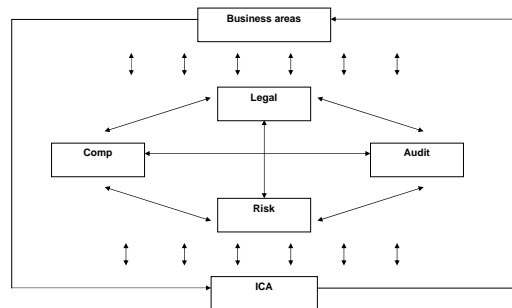 Business areas
Legal
Comp
Audit
Risk
ICA